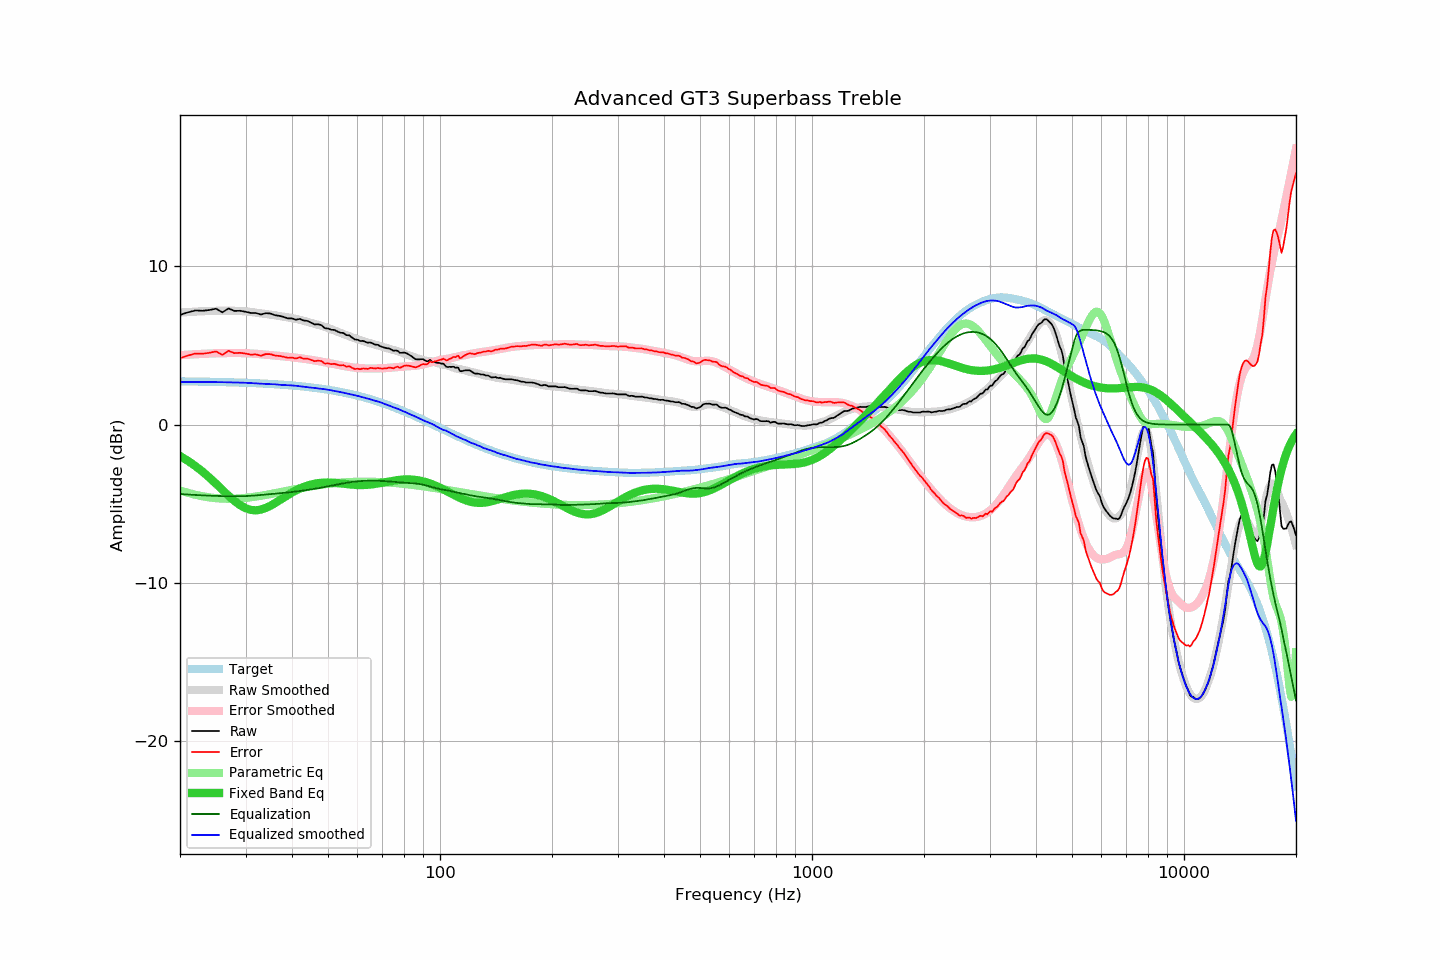 Advanced GT3 Superbass Treble
Amplitude (dBr)
10
0
−10
−20
Target
Raw Smoothed
Error Smoothed
Raw
Error
Parametric Eq
Fixed Band Eq
Equalization
Equalized smoothed
100
1000
10000
Frequency (Hz)